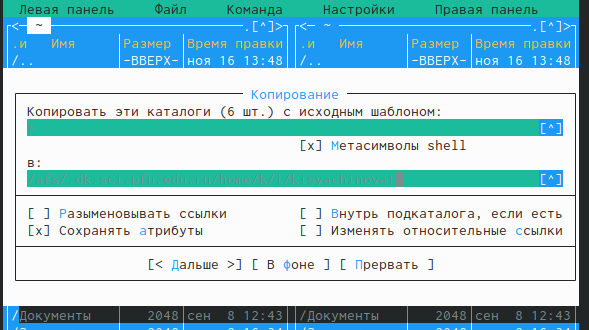 Левая панель Файл Команда Настройки Правая панель
<─ ~ .[^]> <─ ~ .[^]>
.и Имя Размер Время правки .и Имя Размер Время правки
/.. -ВВЕРХ- ноя 16 13:48 /.. -ВВЕРХ- ноя 16 13:48
Копирование
Копировать эти каталоги (6 шт.) с исходным шаблоном:
[^]
[x] Метасимволы shell
в:
[^]
[ ] Разыменовывать ссылки [ ] Внутрь подкаталога, если есть
[x] Сохранять атрибуты [ ] Изменять относительные ссылки
[< Дальше >] [ В фоне ] [ Прервать ]
/Документы 2048 сен 8 12:43 /Документы 2048 сен 8 12:43